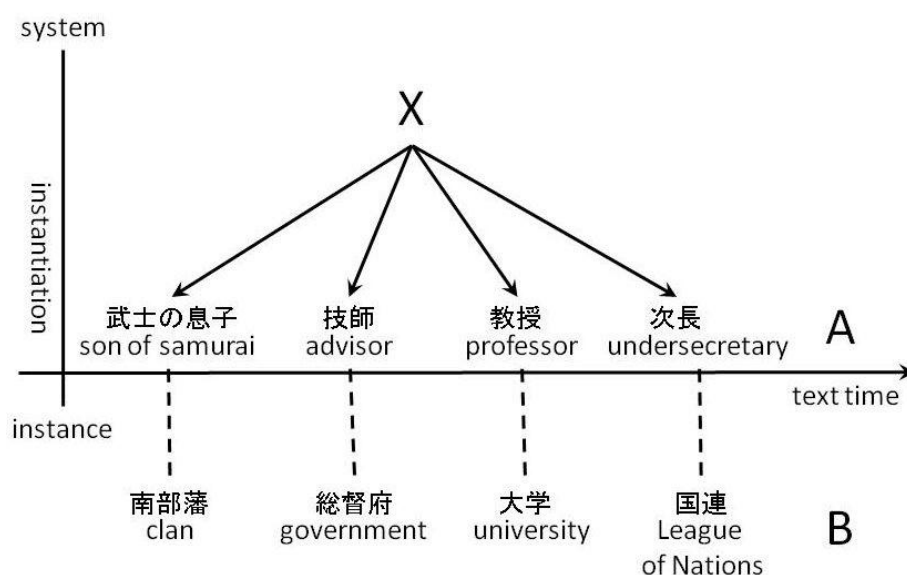 system
X
instantiation
武士の息子 技師 教授 次長
son of samurai advisor professor undersecretary
A
text time
instance
南部藩 総督府 大学 国連
clan government university League
of Nations
B